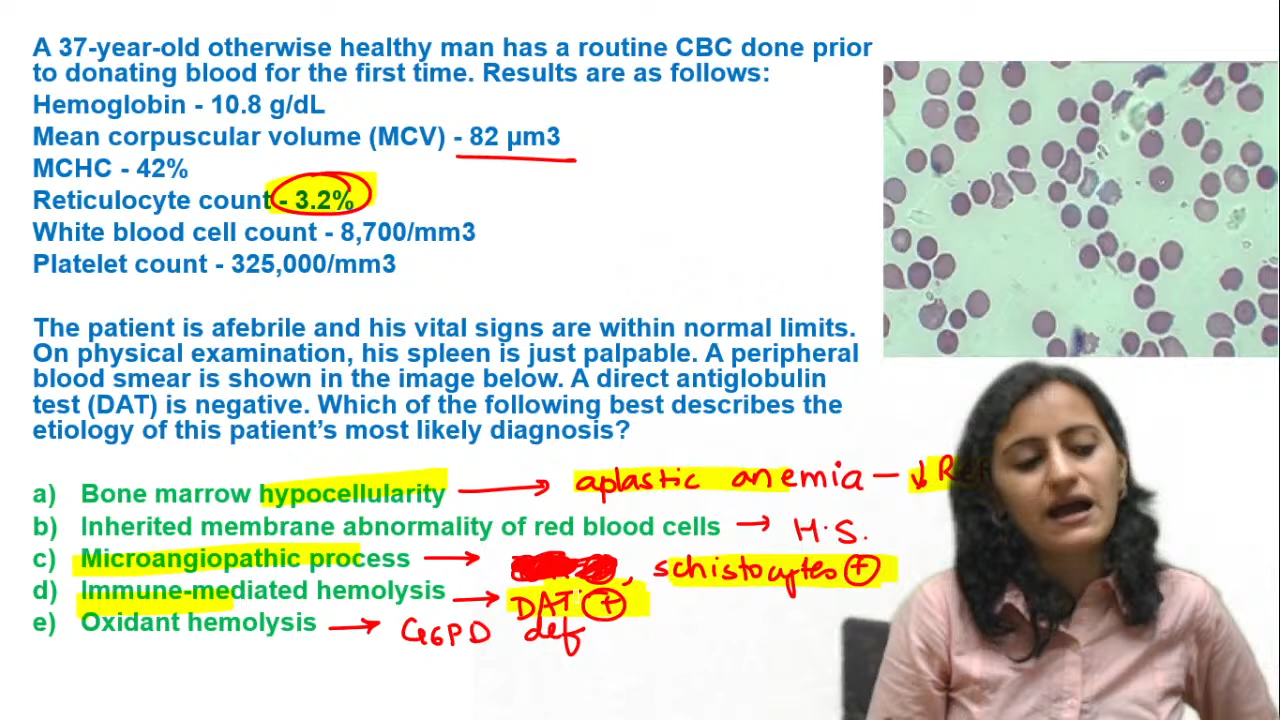 A 37-year-old otherwise healthy man has a routine CBC done prior
to donating blood for the first time. Results are as follows:
Hemoglobin - 10.8 g/dL
Mean corpuscular volume (MCV) - 82 µm3
MCHC - 42%
Reticulocyte count - 3.2%
White blood cell count - 8,700/mm3
Platelet count - 325,000/mm3
The patient is afebrile and his vital signs are within normal limits.
On physical examination, his spleen is just palpable. A peripheral
blood smear is shown in the image below. A direct antiglobulin
test (DAT) is negative. Which of the following best describes the
etiology of this patient's most likely diagnosis?
a) Bone marrow hypocellularity → aplastic anemia - ↓
b) Inherited membrane abnormality of red blood cells → H.S.
c) Microangiopathic process → , schistocytes +
d) Immune-mediated hemolysis → DAT +
e) Oxidant hemolysis → G6PD def